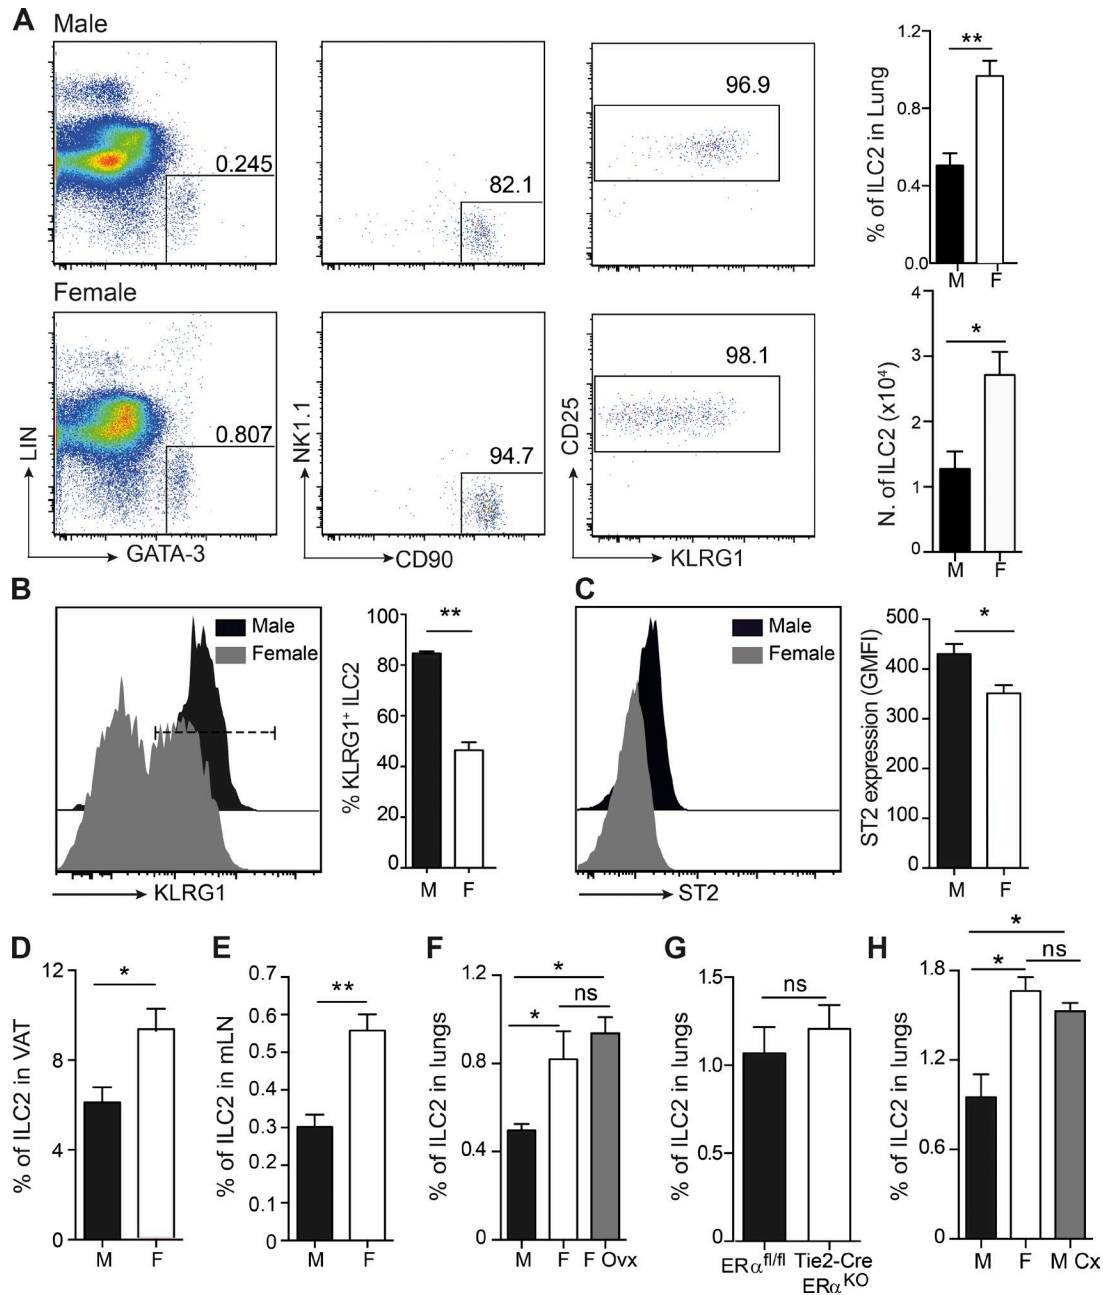 A
Male
0.245
82.1
96.9
% of ILC2 in Lung
1.2
0.8
0.4
0.0
**
M F
Female
0.807
94.7
98.1
LIN
GATA-3
NK1.1
CD90
CD25
KLRG1
N. of ILC2 (x10⁴)
4
3
2
1
0
*
M F
B
Male
Female
KLRG1
% KLRG1⁺ ILC2
100
80
60
40
20
0
**
M F
C
Male
Female
ST2
ST2 expression (GMFI)
500
400
300
200
100
0
*
M F
D
% of ILC2 in VAT
12
8
4
0
*
M F
E
% of ILC2 in mLN
0.7
0.6
0.5
0.4
0.3
0.2
0.1
0
**
M F
F
% of ILC2 in lungs
1.2
0.8
0.4
0
*
ns
*
M F F Ovx
G
% of ILC2 in lungs
1.5
1.0
0.5
0
ns
ERα^fl/fl Tie2-Cre
ERα^KO
H
% of ILC2 in lungs
1.8
1.2
0.6
0
*
ns
*
M F M Cx